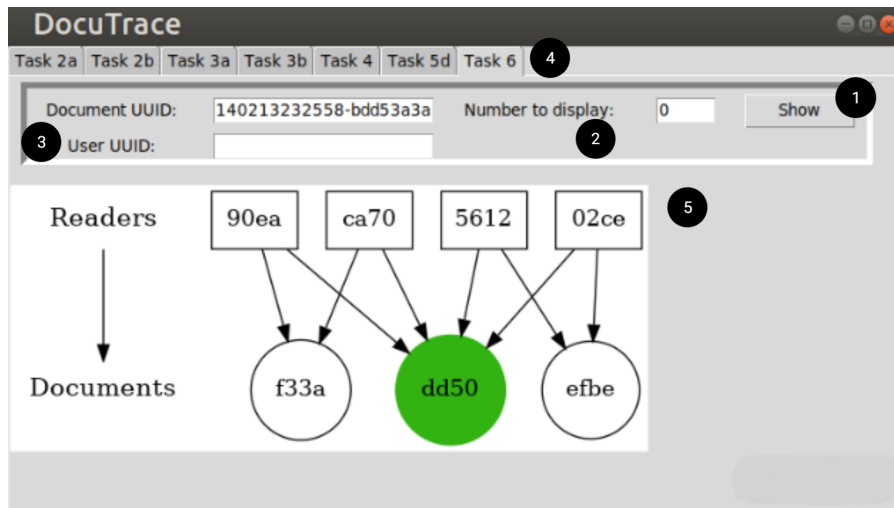 DocuTrace
Task 2a Task 2b Task 3a Task 3b Task 4 Task 5d Task 6 4
Document UUID: 140213232558-bdd53a3a Number to display: 0 Show 1
3 User UUID: 2
Readers 90ea ca70 5612 02ce 5
Documents f33a dd50 efbe